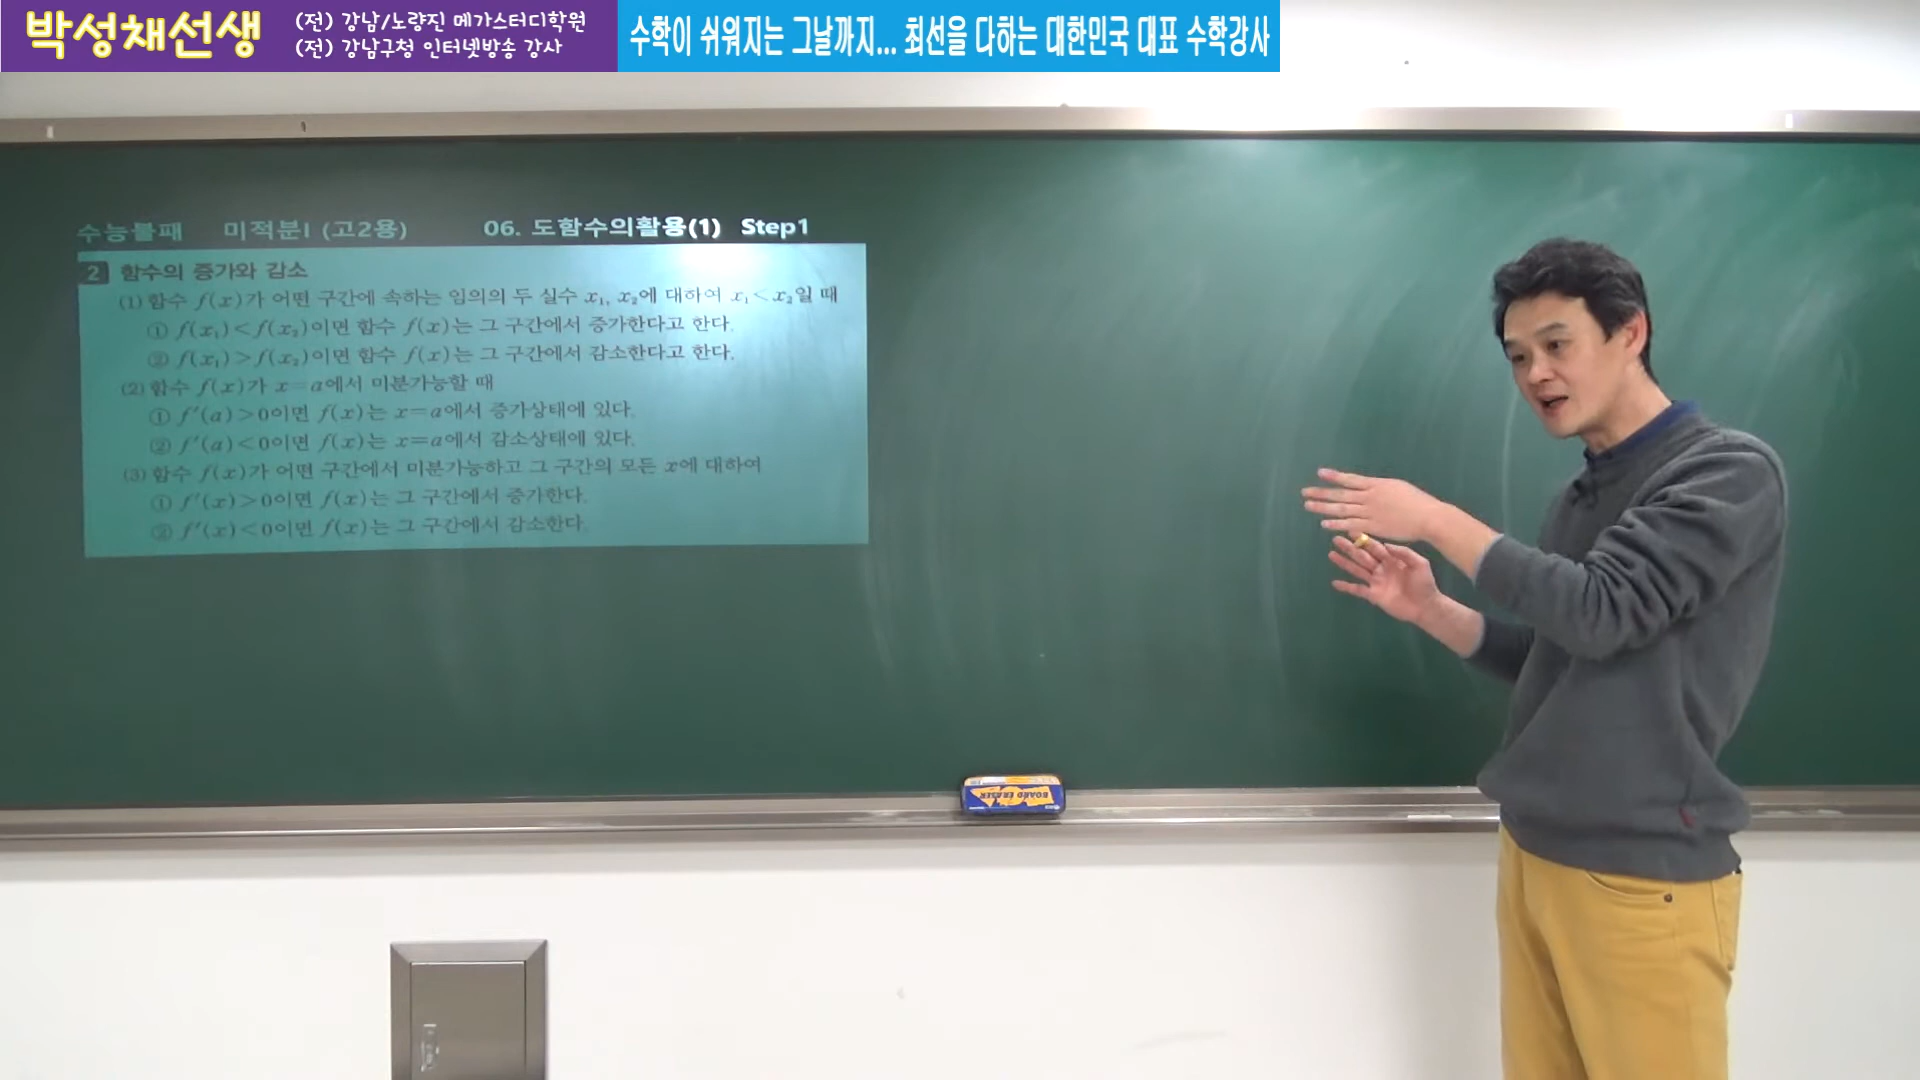 박성채선생
(전) 강남/노량진 메가스터디학원
(전) 강남구청 인터넷방송 강사
수학이 쉬워지는 그날까지... 최선을 다하는 대한민국 대표 수학강사
수능불패 미적분I (고2용) 06. 도함수의활용(1) Step1
2 함수의 증가와 감소
(1) 함수 f(x)가 어떤 구간에 속하는 임의의 두 실수 x₁, x₂에 대하여 x₁<x₂일 때
① f(x₁)<f(x₂)이면 함수 f(x)는 그 구간에서 증가한다고 한다.
② f(x₁)>f(x₂)이면 함수 f(x)는 그 구간에서 감소한다고 한다.
(2) 함수 f(x)가 x=a에서 미분가능할 때
① f′(a)>0이면 f(x)는 x=a에서 증가상태에 있다.
② f′(a)<0이면 f(x)는 x=a에서 감소상태에 있다.
(3) 함수 f(x)가 어떤 구간에서 미분가능하고 그 구간의 모든 x에 대하여
① f′(x)>0이면 f(x)는 그 구간에서 증가한다.
② f′(x)<0이면 f(x)는 그 구간에서 감소한다.
BOARD ERASER